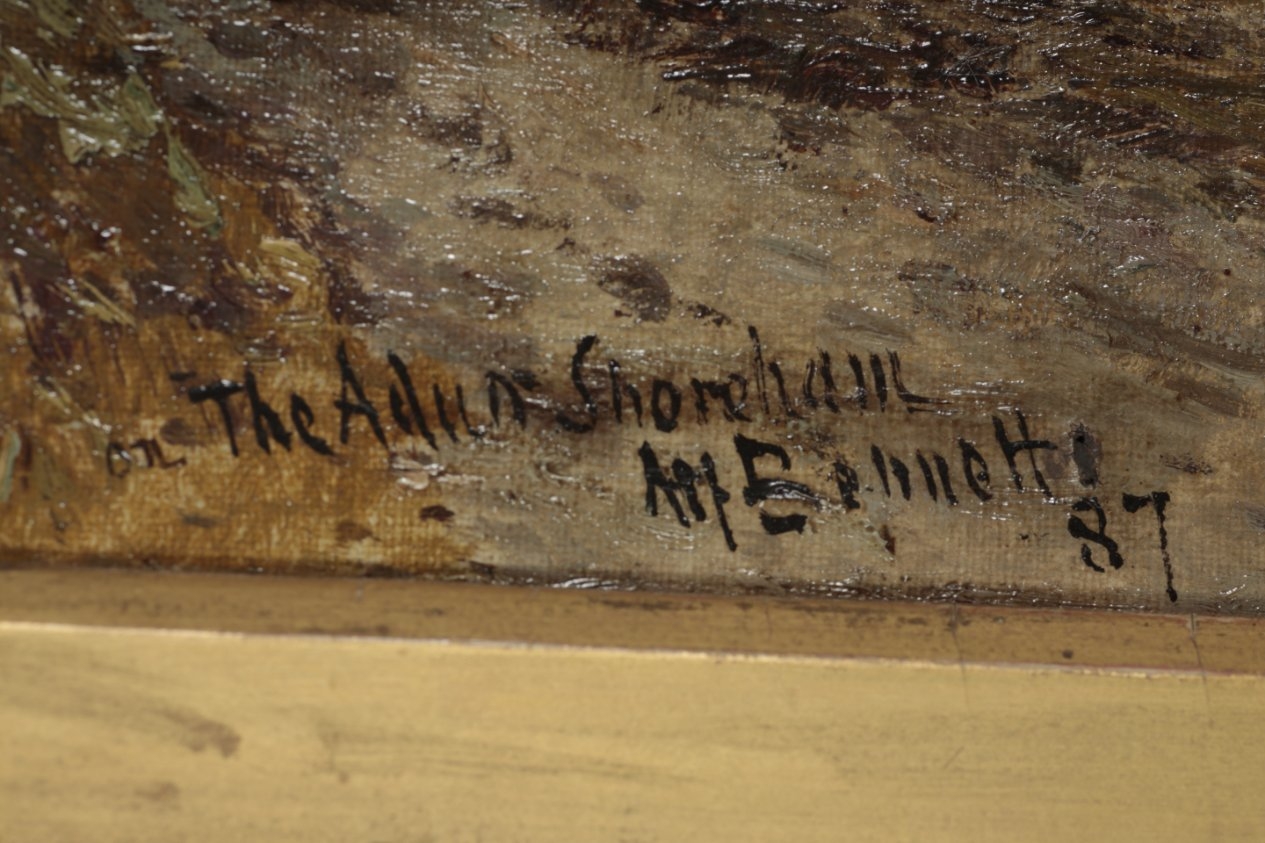 on The Adur Shoreham
M Bennett
87